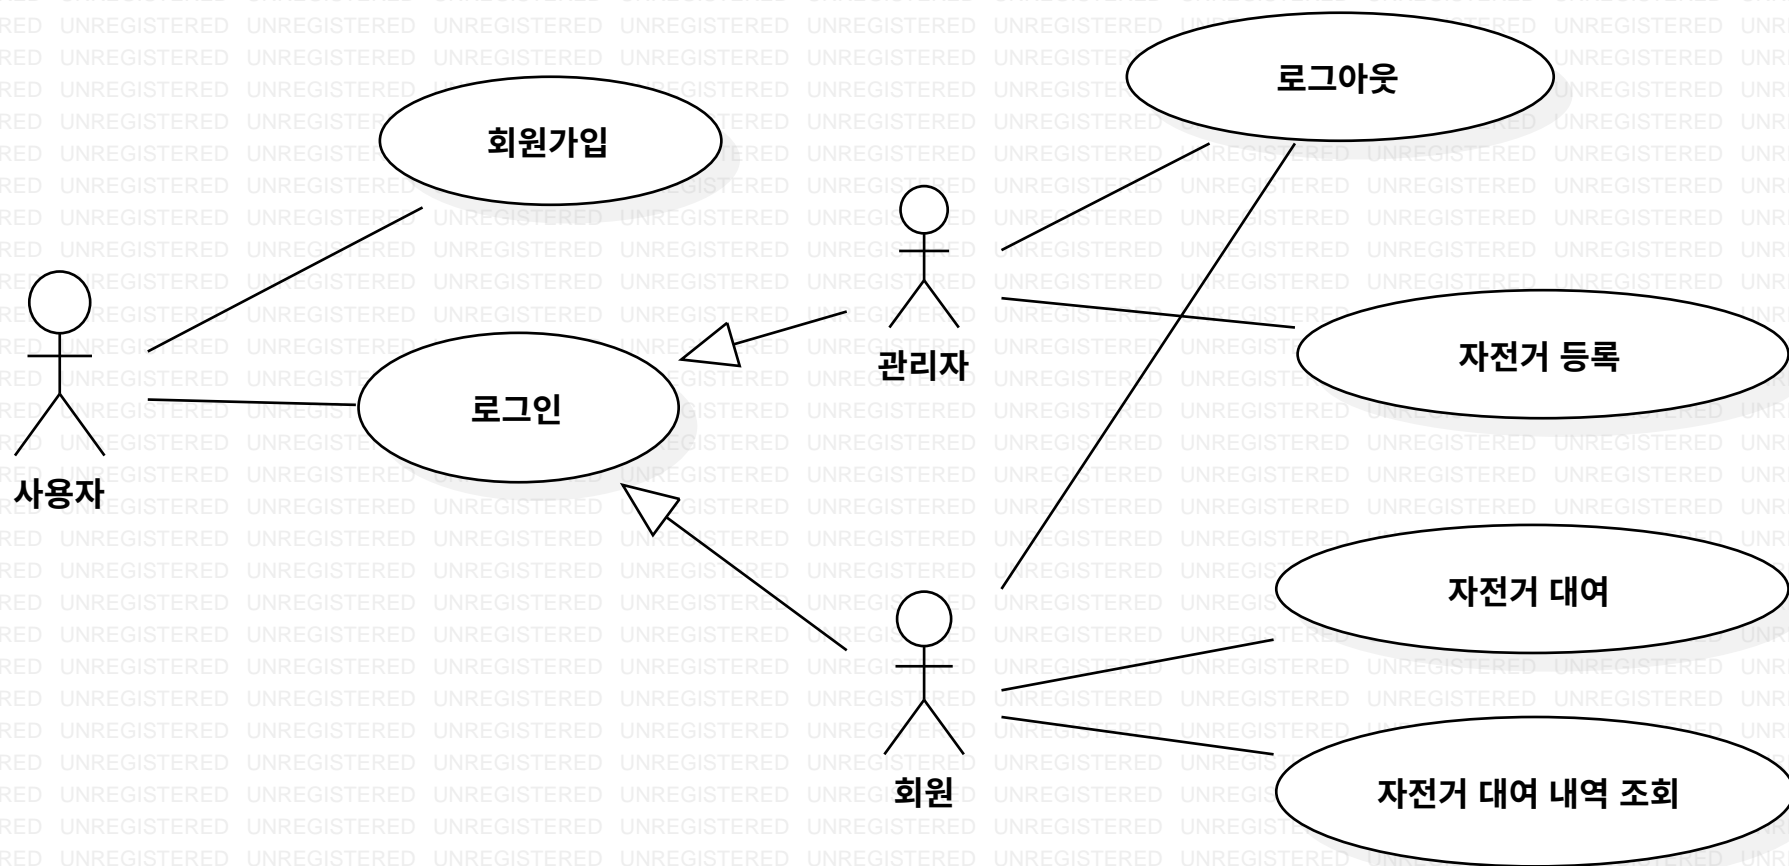 로그아웃
회원가입
관리자
자전거 등록
로그인
사용자
자전거 대여
회원
자전거 대여 내역 조회
UNREGISTERED